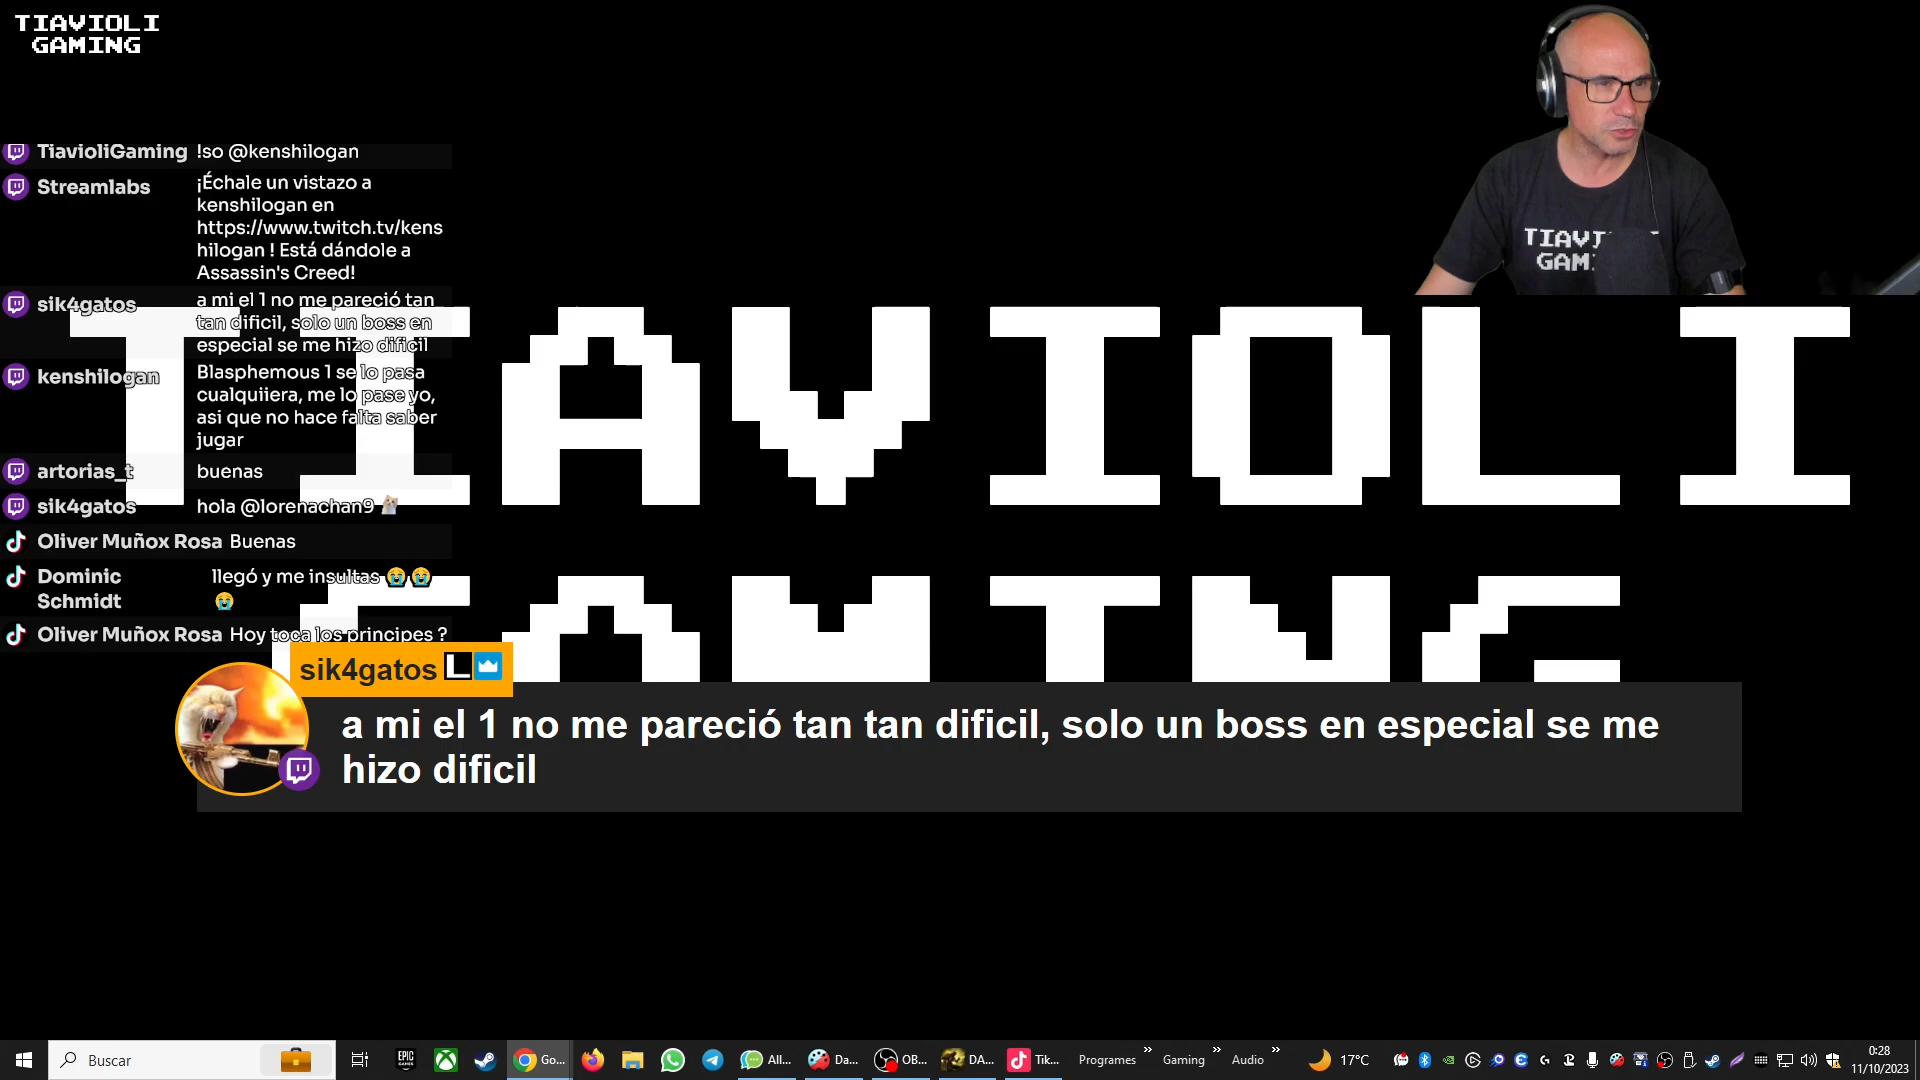 TIAVIOLI
GAMING
TiavioliGaming !so @kenshilogan
Streamlabs ¡Échale un vistazo a
kenshilogan en
https://www.twitch.tv/kens
hilogan ! Está dándole a
Assassin's Creed!
sik4gatos a mi el 1 no me pareció tan
tan dificil, solo un boss en
especial se me hizo dificil
kenshilogan Blasphemous 1 se lo pasa
cualquiiera, me lo pase yo,
asi que no hace falta saber
jugar
artorias_t buenas
sik4gatos hola @lorenachan9
Oliver Muñox Rosa Buenas
Dominic llegó y me insultas 😭😭
Schmidt 😭
Oliver Muñox Rosa Hoy toca los principes ?
TIAVIOLI
GAMING
TIAVI
GAM
sik4gatos L
a mi el 1 no me pareció tan tan dificil, solo un boss en especial se me
hizo dificil
Buscar
EPIC
GAMES
Go...
All...
Da...
OB...
DA...
Tik...
Programes »
Gaming »
Audio »
17°C
0:28
11/10/2023